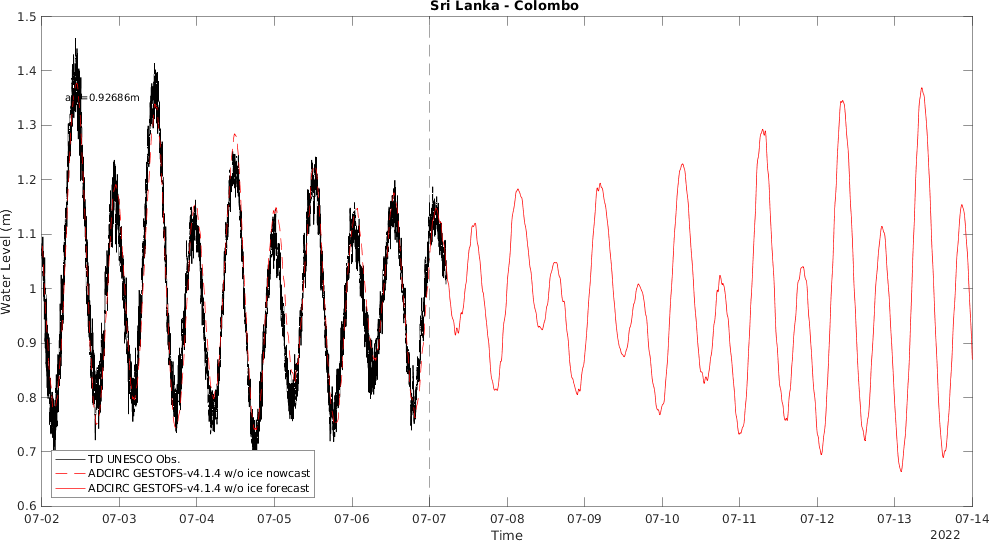 Sri Lanka - Colombo
1.5
1.4
1.3
1.2
1.1
1
0.9
0.8
0.7
0.6
Water Level (m)
=0.92686m
TD UNESCO Obs.
ADCIRC GESTOFS-v4.1.4 w/o ice nowcast
ADCIRC GESTOFS-v4.1.4 w/o ice forecast
07-02 07-03 07-04 07-05 07-06 07-07 07-08 07-09 07-10 07-11 07-12 07-13 07-14
Time
2022